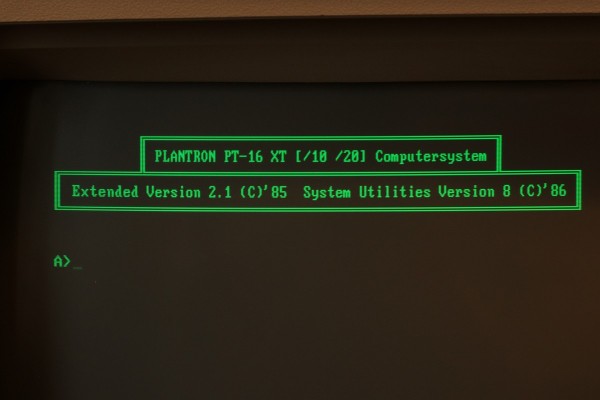 PLANTRON PT-16 XT [/10 /20] Computersystem
Extended Version 2.1 (C)'85  System Utilities Version 8 (C)'86
A>_